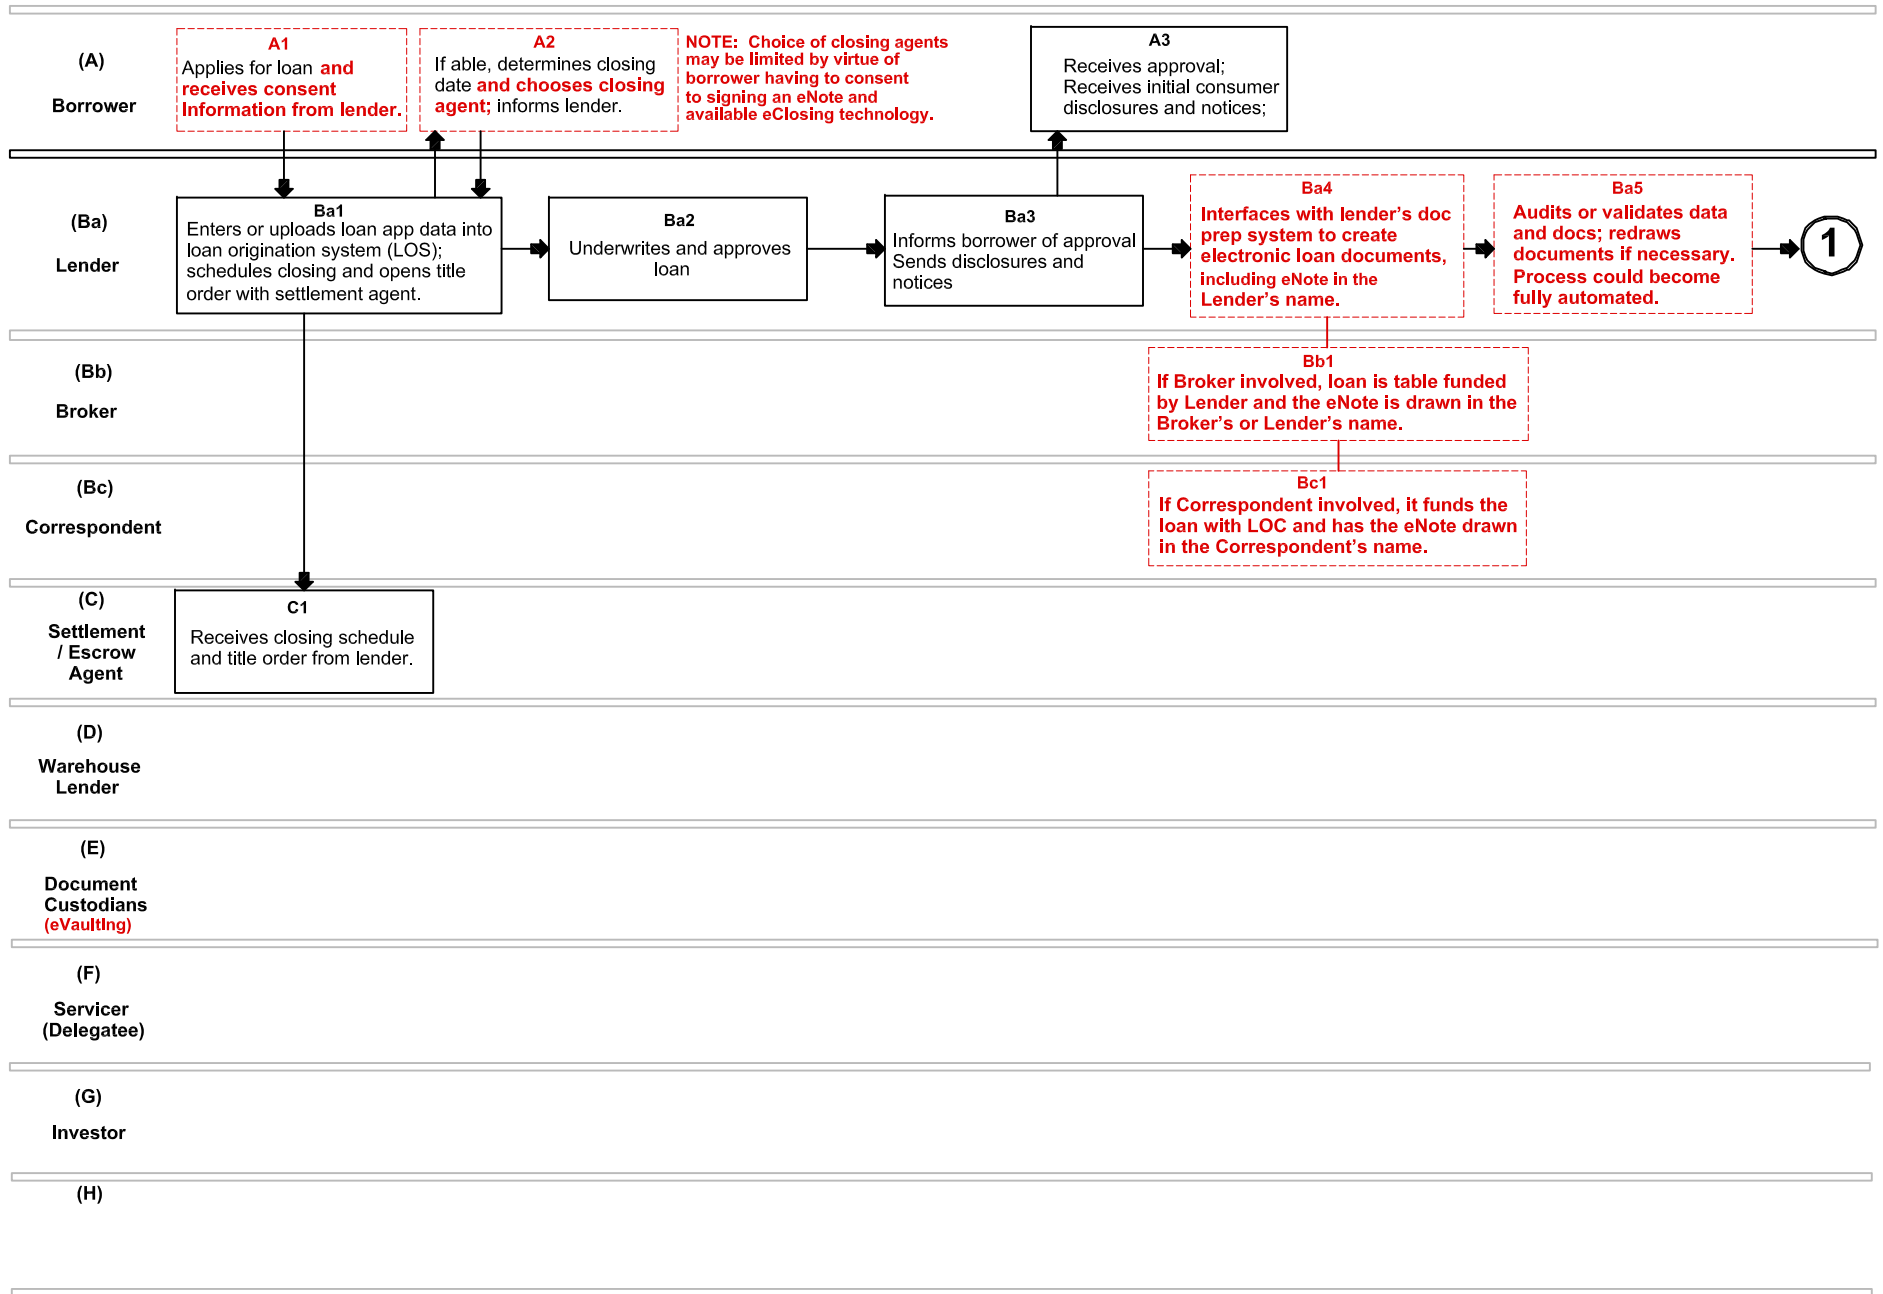 (A)
Borrower
A1
Applies for loan and
receives consent
Information from lender.
A2
If able, determines closing
date and chooses closing
agent; informs lender.
NOTE: Choice of closing agents
may be limited by virtue of
borrower having to consent
to signing an eNote and
available eClosing technology.
A3
Receives approval;
Receives initial consumer
disclosures and notices;
(Ba)
Lender
Ba1
Enters or uploads loan app data into
loan origination system (LOS);
schedules closing and opens title
order with settlement agent.
Ba2
Underwrites and approves
loan
Ba3
Informs borrower of approval
Sends disclosures and
notices
Ba4
Interfaces with lender's doc
prep system to create
electronic loan documents,
including eNote in the
Lender's name.
Ba5
Audits or validates data
and docs; redraws
documents if necessary.
Process could become
fully automated.
1
(Bb)
Broker
Bb1
If Broker involved, loan is table funded
by Lender and the eNote is drawn in the
Broker's or Lender's name.
(Bc)
Correspondent
Bc1
If Correspondent involved, it funds the
loan with LOC and has the eNote drawn
in the Correspondent's name.
(C)
Settlement
/ Escrow
Agent
C1
Receives closing schedule
and title order from lender.
(D)
Warehouse
Lender
(E)
Document
Custodians
(eVaulting)
(F)
Servicer
(Delegatee)
(G)
Investor
(H)